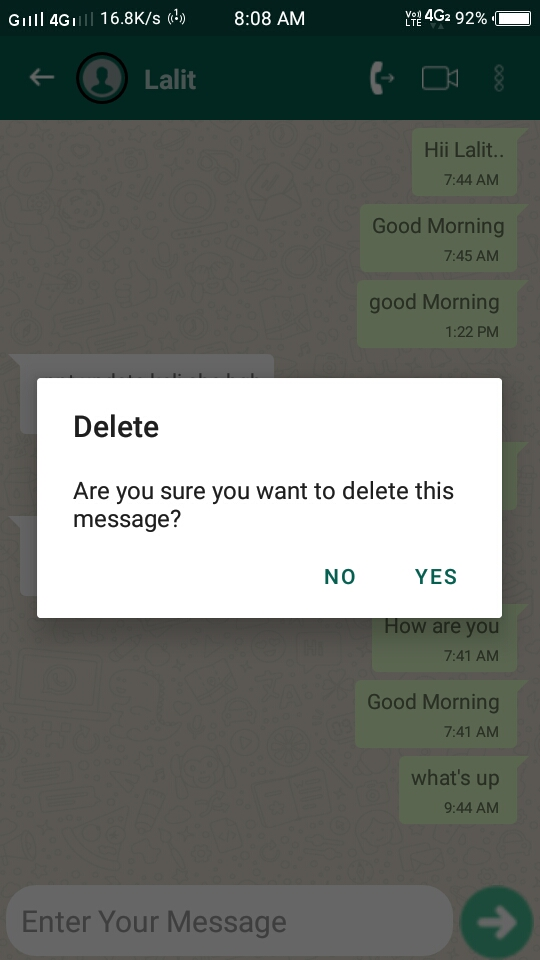 4G 16.8K/s 8:08 AM VoLTE 4G2 92%
Lalit
Hii Lalit..
7:44 AM
Good Morning
7:45 AM
good Morning
1:22 PM
Delete
Are you sure you want to delete this
message?
NO YES
How are you
7:41 AM
Good Morning
7:41 AM
what's up
9:44 AM
Enter Your Message